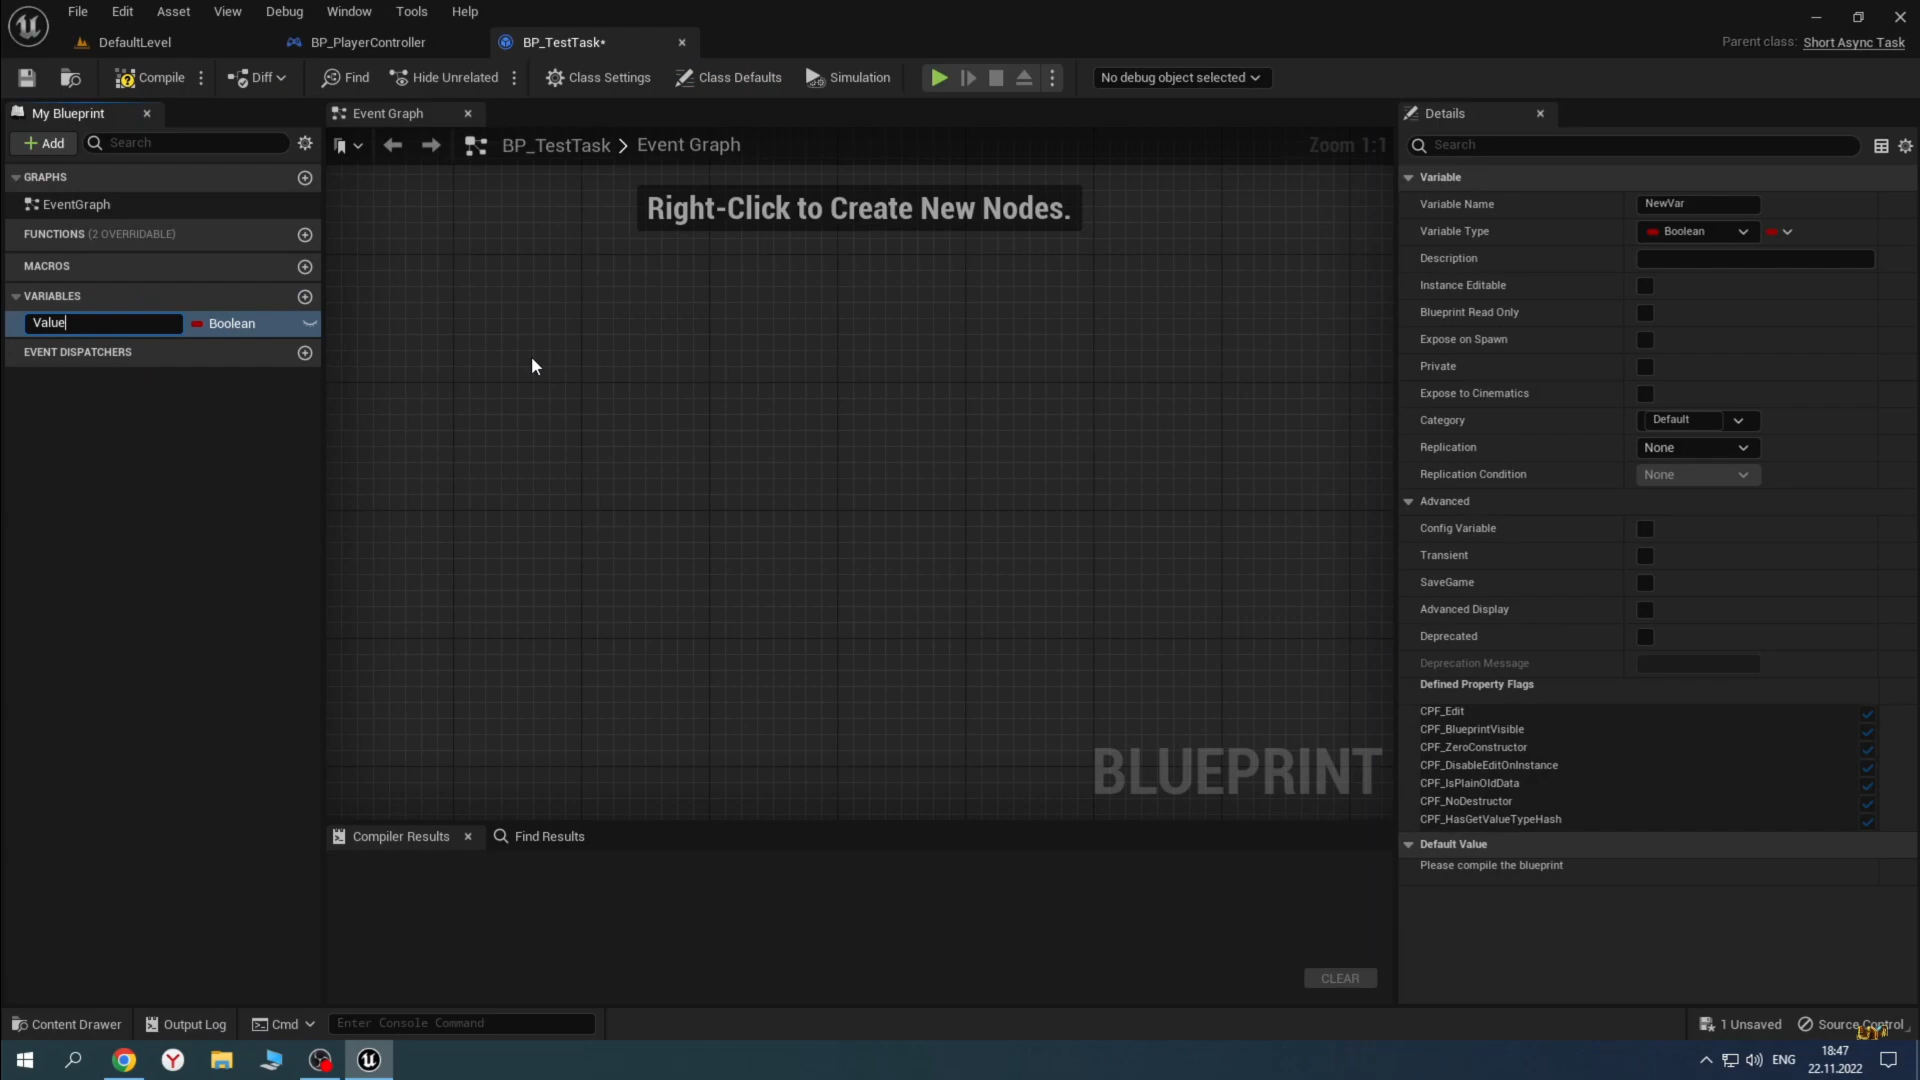 File Edit Asset View Debug Window Tools Help
DefaultLevel BP_PlayerController BP_TestTask* Parent class: Short Async Task
Compile Diff Find Hide Unrelated Class Settings Class Defaults Simulation No debug object selected
My Blueprint Event Graph Details
Add Search BP_TestTask > Event Graph Zoom 1:1 Search
GRAPHS Variable
EventGraph Right-Click to Create New Nodes. Variable Name NewVar
FUNCTIONS (2 OVERRIDABLE) Variable Type Boolean
Description
MACROS
Instance Editable
VARIABLES
Blueprint Read Only
Value Boolean
Expose on Spawn
EVENT DISPATCHERS
Private
Expose to Cinematics
Category Default
Replication None
Replication Condition None
Advanced
Config Variable
Transient
SaveGame
Advanced Display
Deprecated
Deprecation Message
Defined Property Flags
CPF_Edit
CPF_BlueprintVisible
CPF_ZeroConstructor
CPF_DisableEditOnInstance
CPF_IsPlainOldData
CPF_NoDestructor
CPF_HasGetValueTypeHash
BLUEPRINT
Compiler Results Find Results
Default Value
Please compile the blueprint
CLEAR
Content Drawer Output Log Cmd Enter Console Command 1 Unsaved Source Control
ENG 18:47
22.11.2022